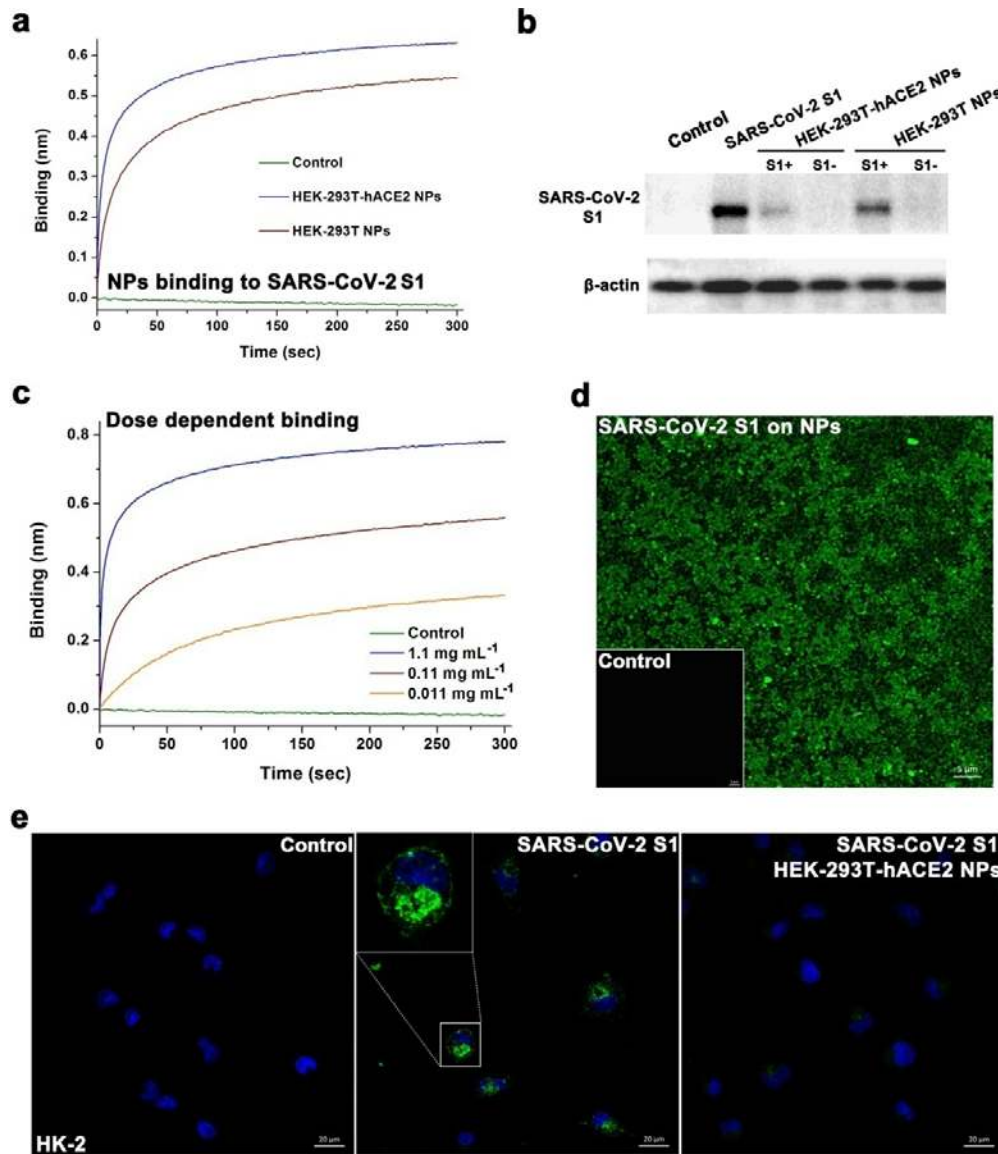 a
0.6
0.5
0.4
0.3
0.2
0.1
0.0
Binding (nm)
Control
HEK-293T-hACE2 NPs
HEK-293T NPs
NPs binding to SARS-CoV-2 S1
0 50 100 150 200 250 300
Time (sec)
b
Control
SARS-CoV-2 S1
HEK-293T-hACE2 NPs
HEK-293T NPs
S1+ S1- S1+ S1-
SARS-CoV-2
S1
β-actin
c
Dose dependent binding
0.8
0.6
0.4
0.2
0.0
Binding (nm)
Control
1.1 mg mL⁻¹
0.11 mg mL⁻¹
0.011 mg mL⁻¹
0 50 100 150 200 250 300
Time (sec)
d
SARS-CoV-2 S1 on NPs
Control
5 μm
e
Control
HK-2
20 μm
SARS-CoV-2 S1
20 μm
SARS-CoV-2 S1
HEK-293T-hACE2 NPs
20 μm